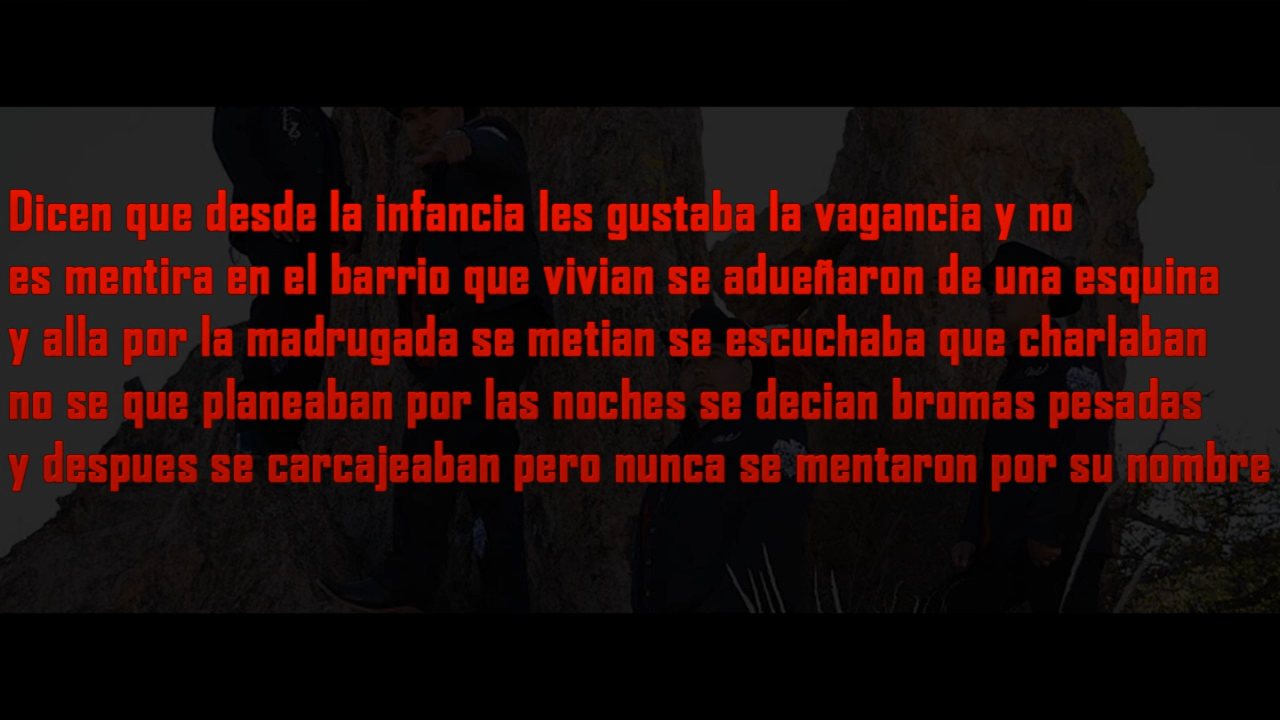 Dicen que desde la infancia les gustaba la vagancia y no
es mentira en el barrio que vivian se adueñaron de una esquina
y alla por la madrugada se metian se escuchaba que charlaban
no se que planeaban por las noches se decian bromas pesadas
y despues se carcajeaban pero nunca se mentaron por su nombre